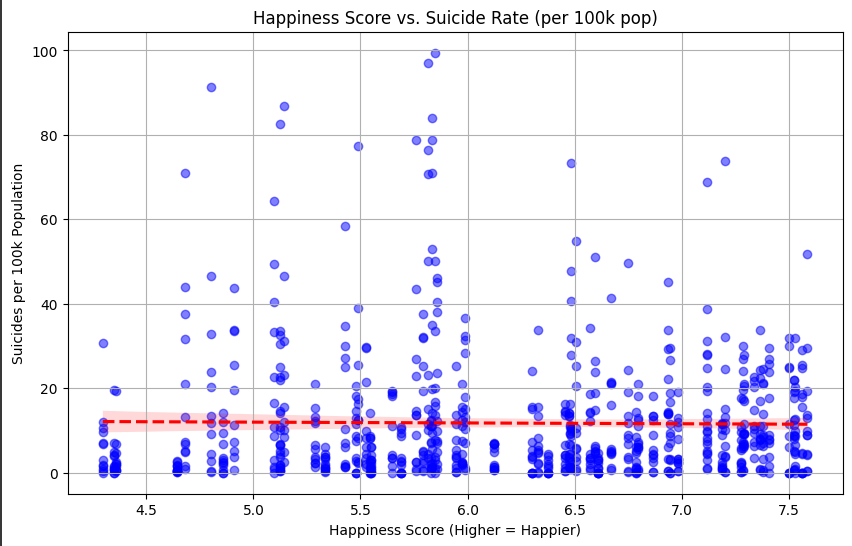 Happiness Score vs. Suicide Rate (per 100k pop)
100
80
60
40
20
0
Suicides per 100k Population
4.5 5.0 5.5 6.0 6.5 7.0 7.5
Happiness Score (Higher = Happier)